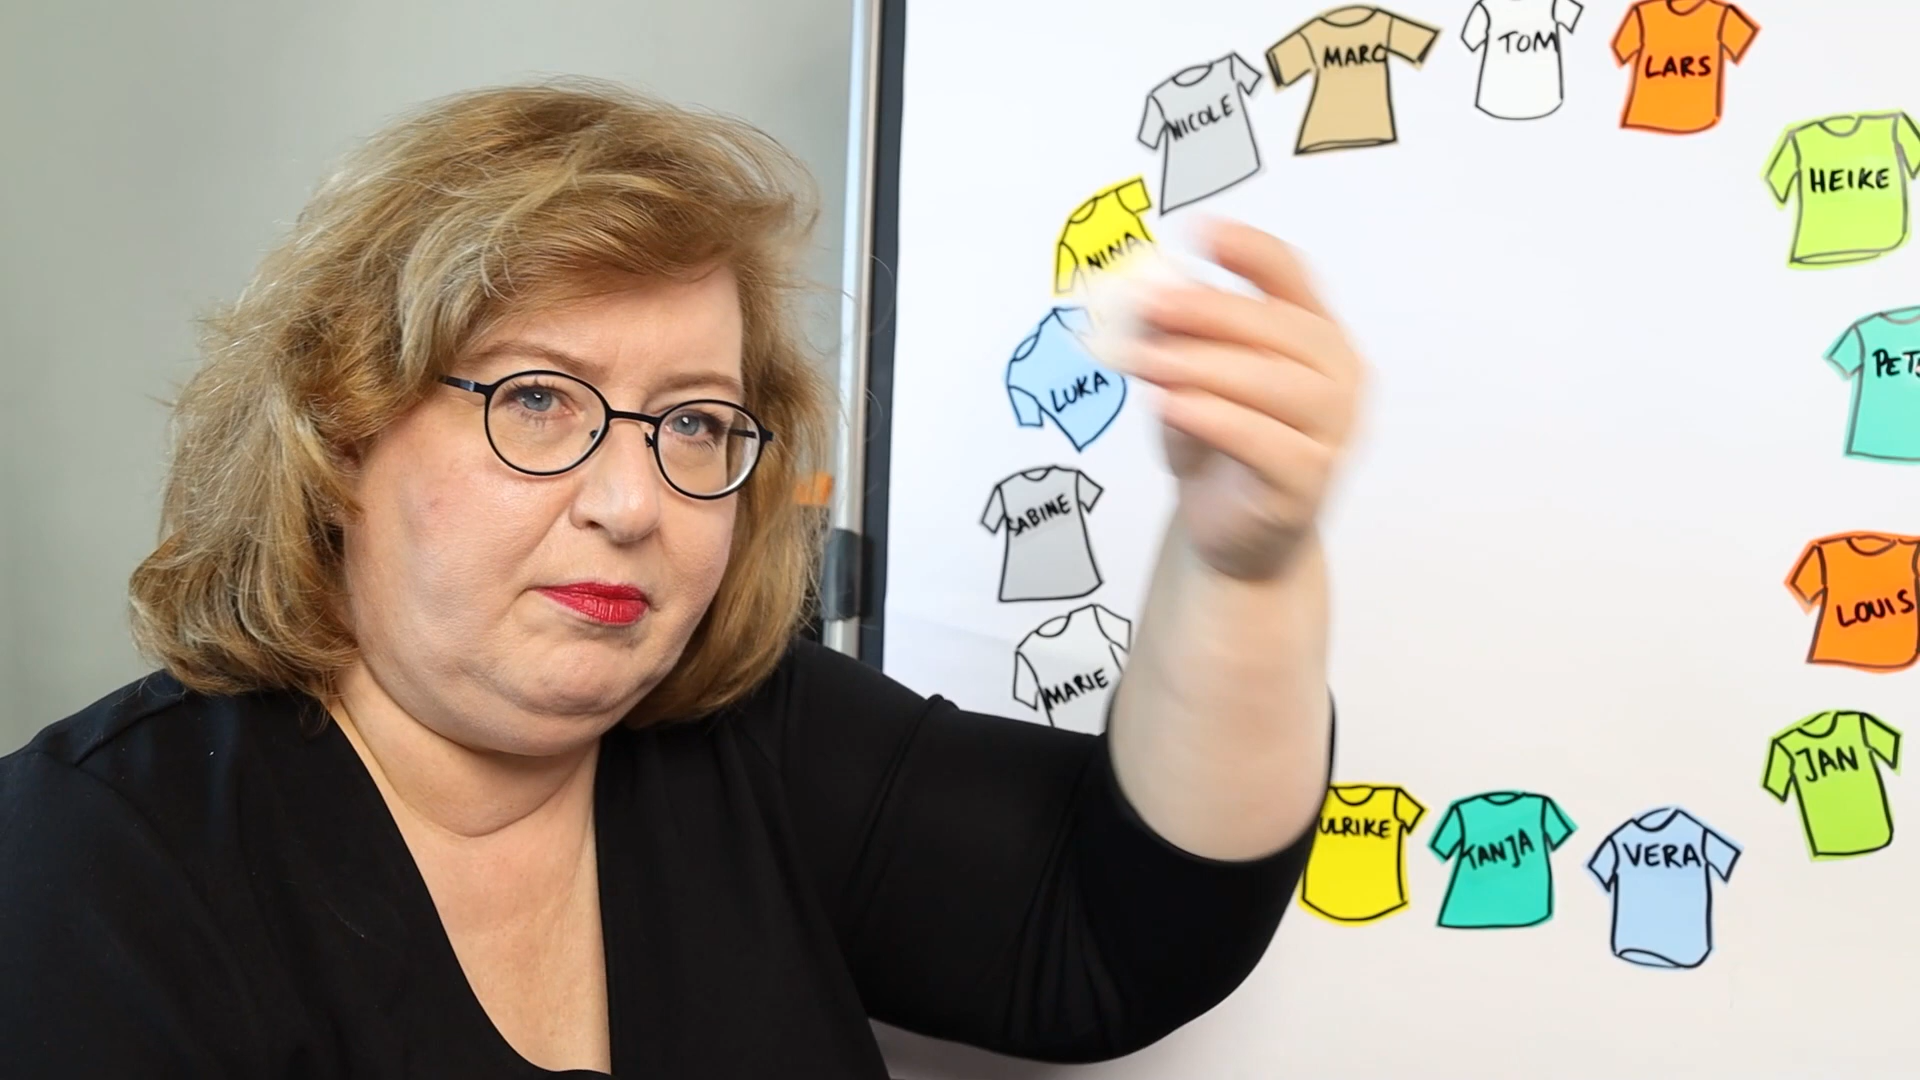 MARC
TOM
LARS
NICOLE
HEIKE
NINA
LUKA
SABINE
LOUIS
MARIE
JAN
ULRIKE
TANJA
VERA